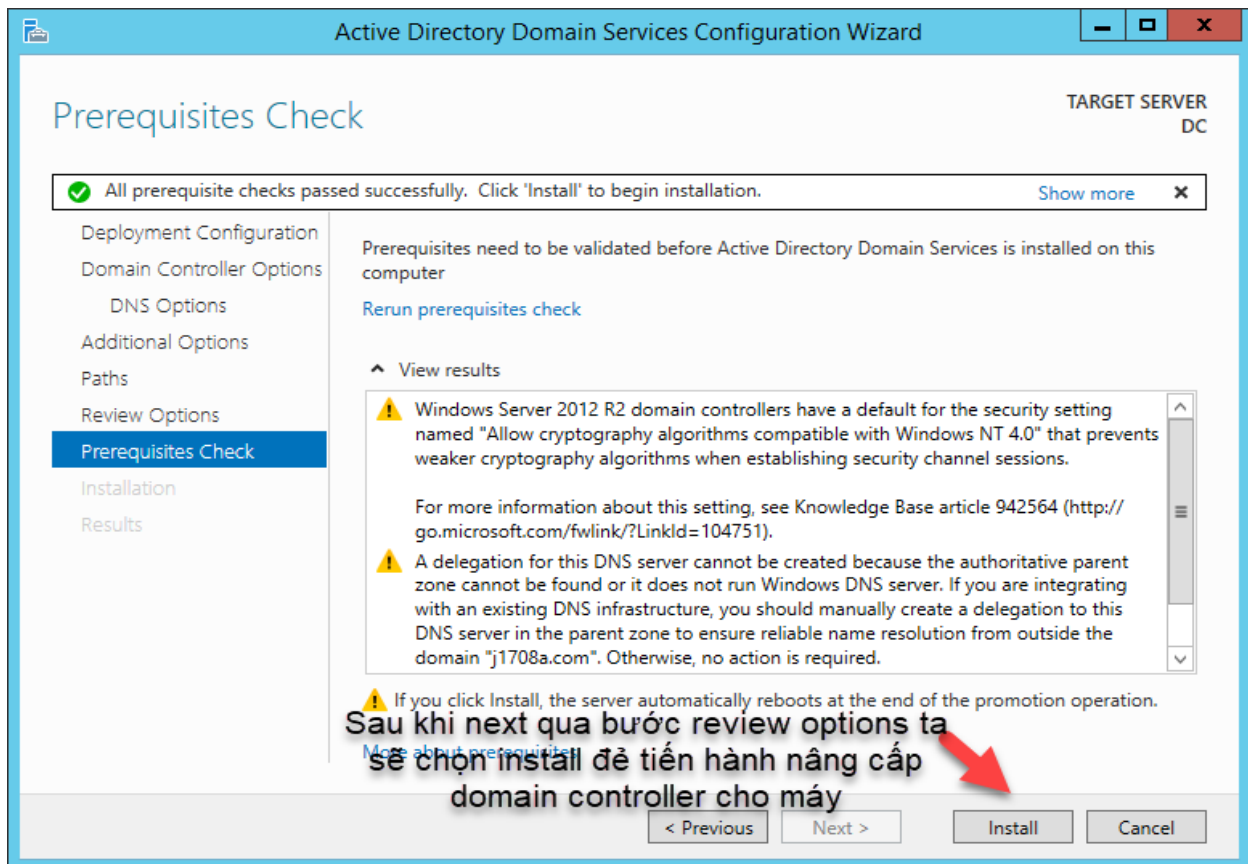 Active Directory Domain Services Configuration Wizard
Prerequisites Check
TARGET SERVER
DC
All prerequisite checks passed successfully. Click 'Install' to begin installation.
Show more
Deployment Configuration
Domain Controller Options
DNS Options
Additional Options
Paths
Review Options
Prerequisites Check
Installation
Results
Prerequisites need to be validated before Active Directory Domain Services is installed on this
computer
Rerun prerequisites check
View results
Windows Server 2012 R2 domain controllers have a default for the security setting
named "Allow cryptography algorithms compatible with Windows NT 4.0" that prevents
weaker cryptography algorithms when establishing security channel sessions.
For more information about this setting, see Knowledge Base article 942564 (http://
go.microsoft.com/fwlink/?LinkId=104751).
A delegation for this DNS server cannot be created because the authoritative parent
zone cannot be found or it does not run Windows DNS server. If you are integrating
with an existing DNS infrastructure, you should manually create a delegation to this
DNS server in the parent zone to ensure reliable name resolution from outside the
domain "j1708a.com". Otherwise, no action is required.
If you click Install, the server automatically reboots at the end of the promotion operation.
More about prerequisites
Sau khi next qua bước review options ta
sẽ chọn install đẻ tiến hành nâng cấp
domain controller cho máy
< Previous
Next >
Install
Cancel